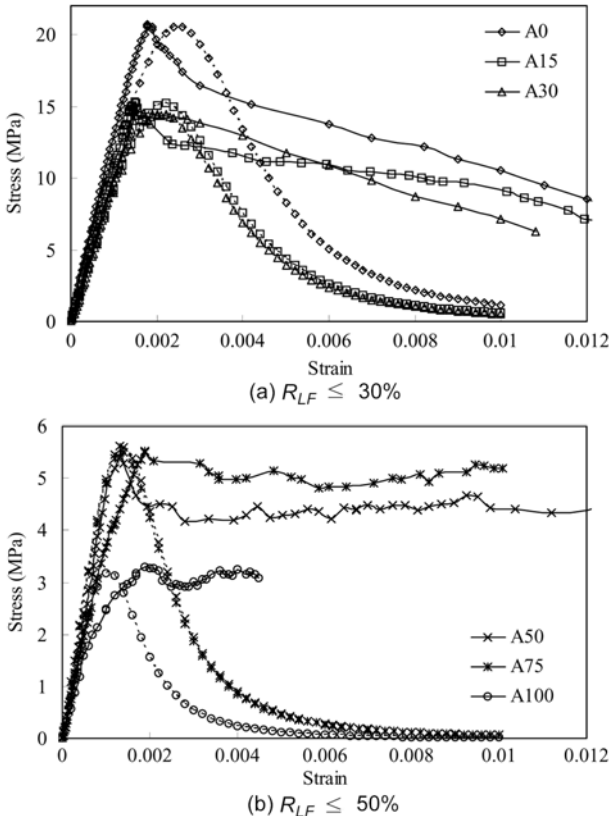 20
15
10
5
0
Stress (MPa)
A0
A15
A30
0 0.002 0.004 0.006 0.008 0.01 0.012
Strain
(a) R_LF ≤ 30%
6
5
4
3
2
1
0
Stress (MPa)
A50
A75
A100
0 0.002 0.004 0.006 0.008 0.01 0.012
Strain
(b) R_LF ≤ 50%